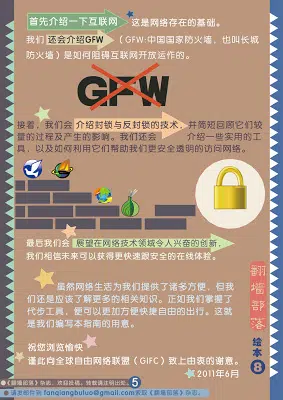 首先介绍一下互联网 这是网络存在的基础。
我们 还会介绍GFW （GFW:中国国家防火墙，也叫长城
防火墙）是如何阻碍互联网开放运作的。
GFW
接着，我们会 介绍封锁与反封锁的技术，并简短回顾它们较
量的过程及产生的影响。我们还会 介绍一些实用的工
具，以及如何利用它们帮助我们更安全透明的访问网络。
最后我们会 展望在网络技术领域令人兴奋的创新，
我们相信未来可以获得更快速跟安全的在线体验。
虽然网络生活为我们提供了诸多方便，但我
们还是应该了解更多的相关知识。正如我们掌握了
代步工具，便可以更加方便快捷自由的出行。这就
是我们编写本指南的用意。
祝您浏览愉快
谨此向全球自由网络联盟（GIFC）致上由衷的谢意。
2011年6月
翻墙部落
绘本 8
《翻墙部落》杂志，欢迎投稿，转载请注明出处。 5
请发邮件到 fanqiangbuluo@gmail.com索取《翻墙部落》杂志。